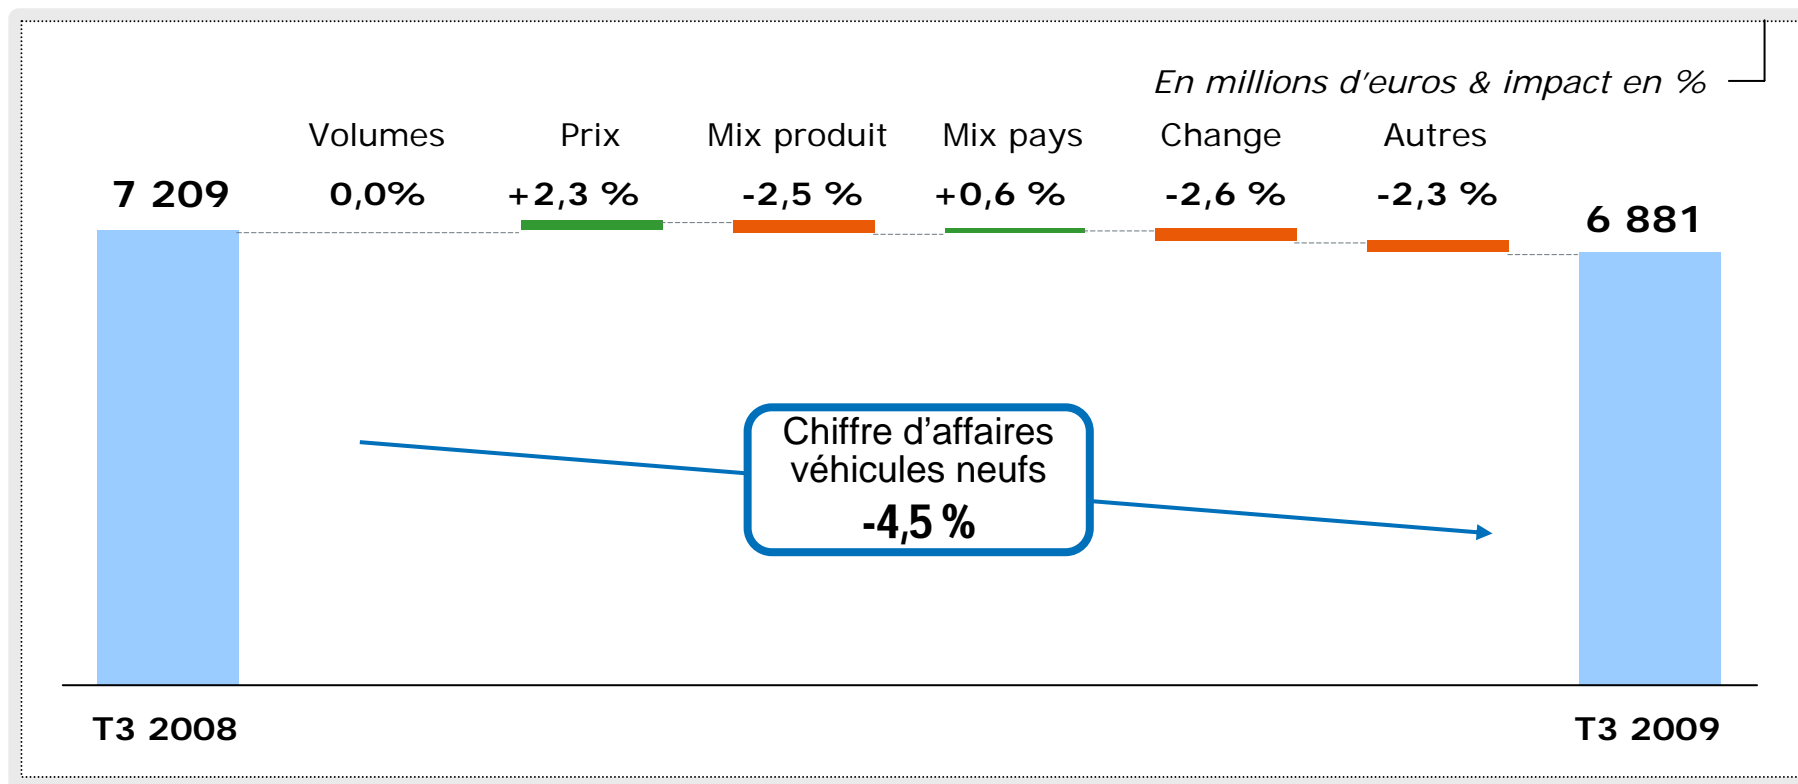 En millions d'euros & impact en %
Volumes Prix Mix produit Mix pays Change Autres
7 209 0,0% +2,3 % -2,5 % +0,6 % -2,6 % -2,3 %
6 881
Chiffre d'affaires
véhicules neufs
-4,5 %
T3 2008 T3 2009